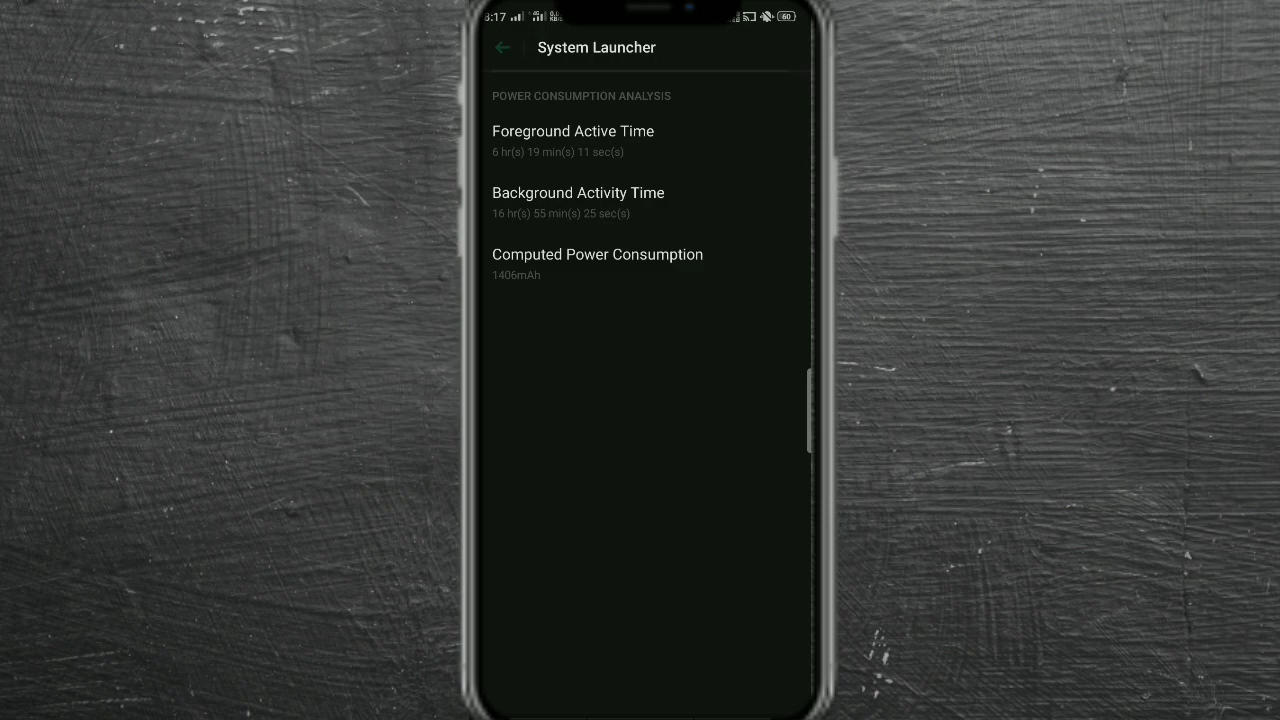 8:17 60
System Launcher
POWER CONSUMPTION ANALYSIS
Foreground Active Time
6 hr(s) 19 min(s) 11 sec(s)
Background Activity Time
16 hr(s) 55 min(s) 25 sec(s)
Computed Power Consumption
1406mAh